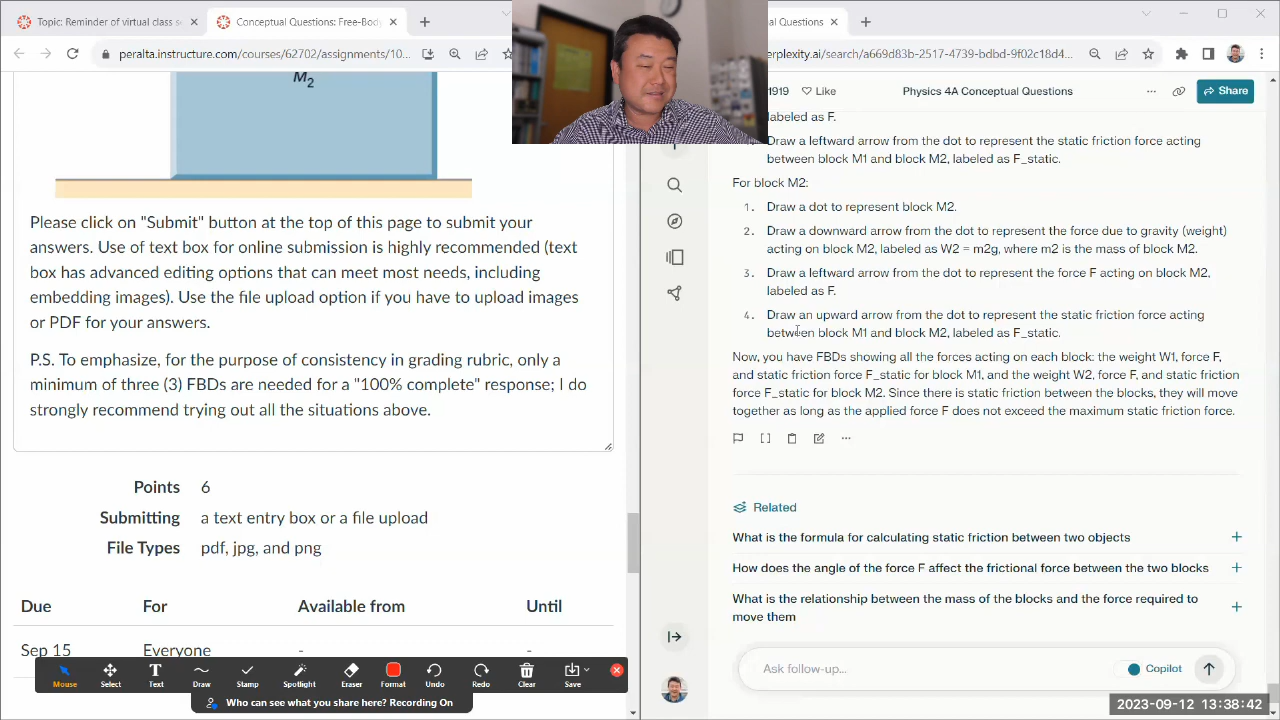 Topic: Reminder of virtual class s
Conceptual Questions: Free-Body
al Questions
peralta.instructure.com/courses/62702/assignments/10...
erplexity.ai/search/a669d83b-2517-4739-bdbd-9f02c18d4...
M2
Please click on "Submit" button at the top of this page to submit your
answers. Use of text box for online submission is highly recommended (text
box has advanced editing options that can meet most needs, including
embedding images). Use the file upload option if you have to upload images
or PDF for your answers.
P.S. To emphasize, for the purpose of consistency in grading rubric, only a
minimum of three (3) FBDs are needed for a "100% complete" response; I do
strongly recommend trying out all the situations above.
Points 6
Submitting a text entry box or a file upload
File Types pdf, jpg, and png
Due For Available from Until
Sep 15 Everyone - -
Mouse Select Text Draw Stamp Spotlight Eraser Format Undo Redo Clear Save
Who can see what you share here? Recording On
1919 Like Physics 4A Conceptual Questions Share
labeled as F.
Draw a leftward arrow from the dot to represent the static friction force acting
between block M1 and block M2, labeled as F_static.
For block M2:
1. Draw a dot to represent block M2.
2. Draw a downward arrow from the dot to represent the force due to gravity (weight)
acting on block M2, labeled as W2 = m2g, where m2 is the mass of block M2.
3. Draw a leftward arrow from the dot to represent the force F acting on block M2,
labeled as F.
4. Draw an upward arrow from the dot to represent the static friction force acting
between block M1 and block M2, labeled as F_static.
Now, you have FBDs showing all the forces acting on each block: the weight W1, force F,
and static friction force F_static for block M1, and the weight W2, force F, and static friction
force F_static for block M2. Since there is static friction between the blocks, they will move
together as long as the applied force F does not exceed the maximum static friction force.
Related
What is the formula for calculating static friction between two objects
How does the angle of the force F affect the frictional force between the two blocks
What is the relationship between the mass of the blocks and the force required to
move them
Ask follow-up...
Copilot
2023-09-12 13:38:42